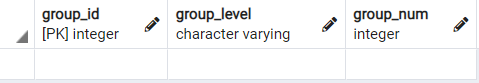 group_id group_level group_num
[PK] integer character varying integer